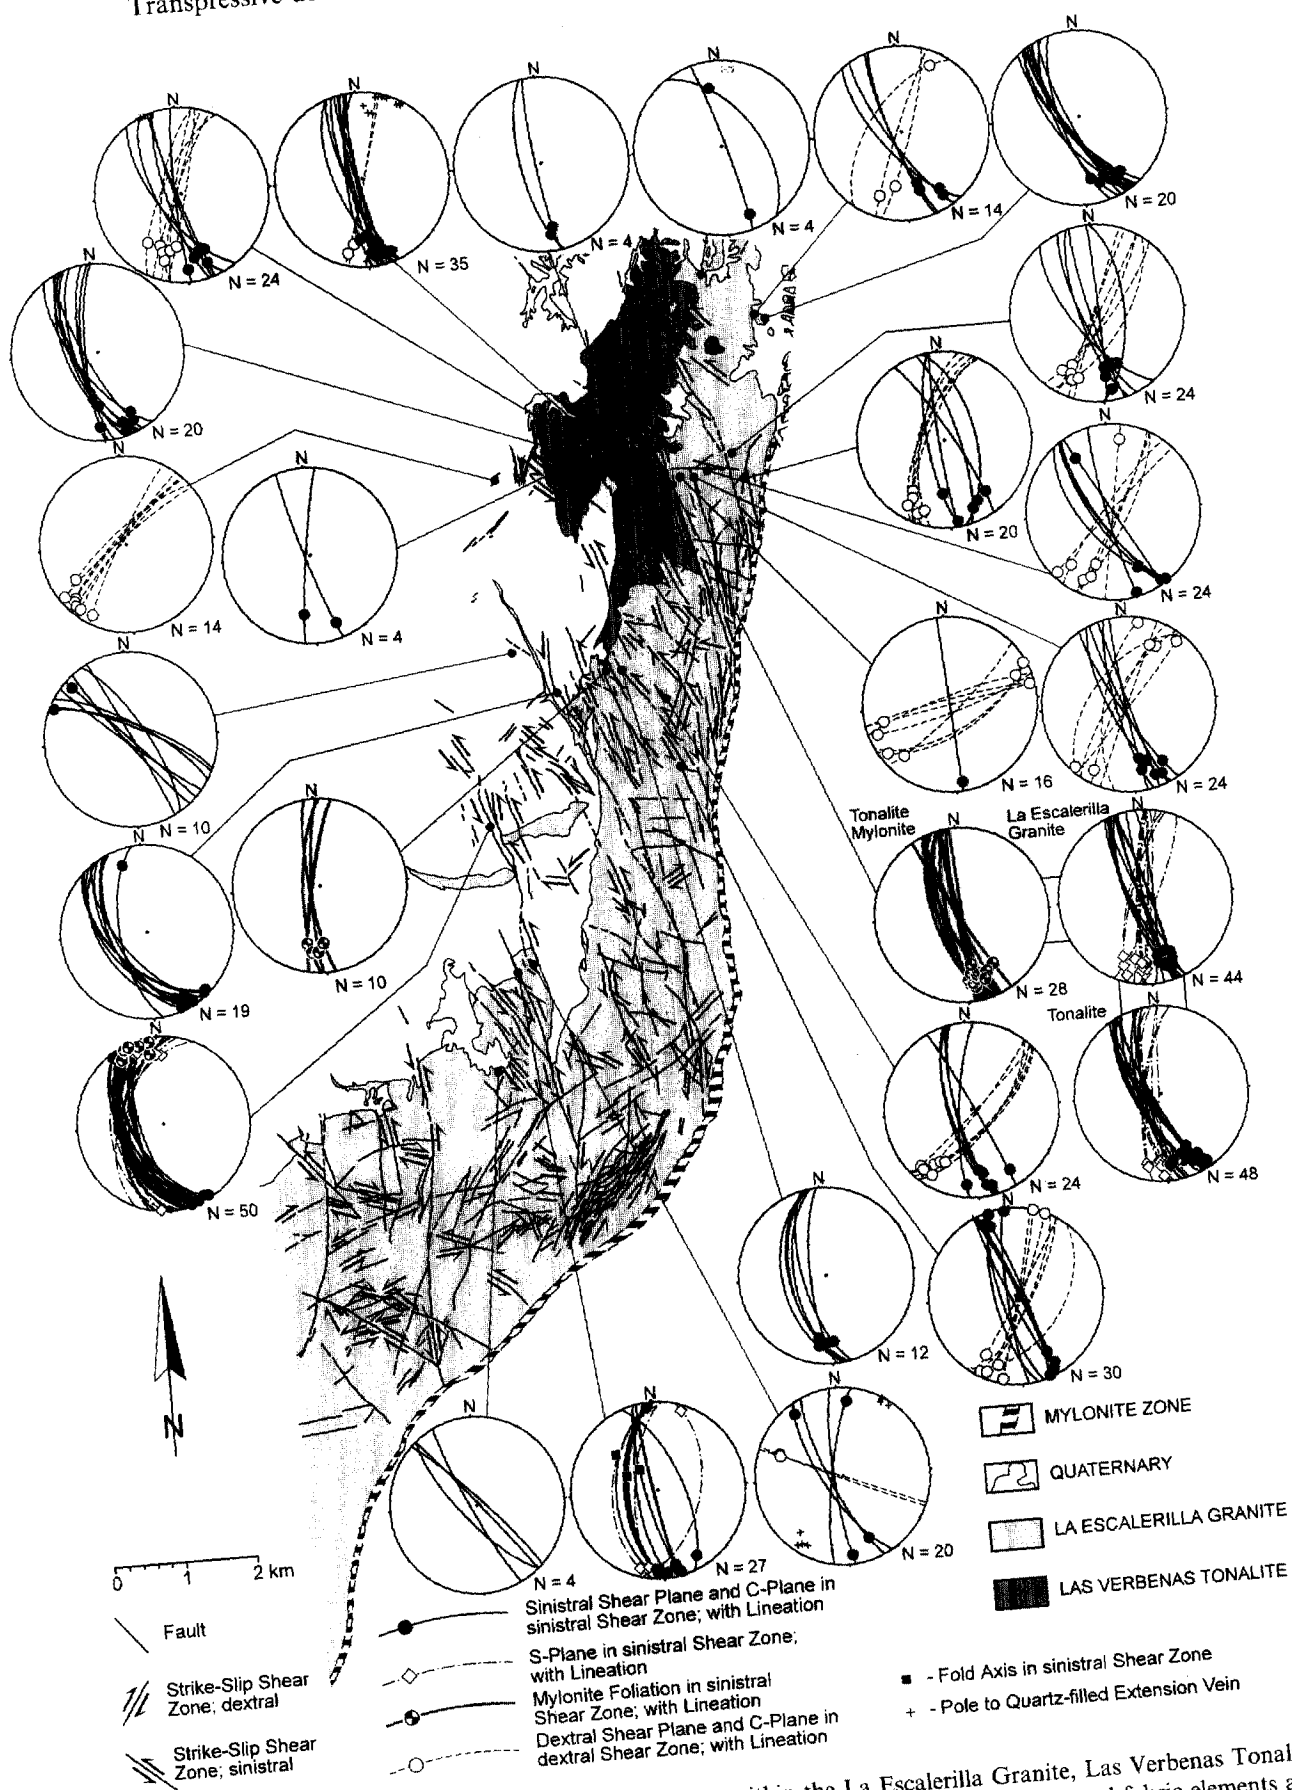 Transpressive
N
N
N
N
N
N
N = 24
N = 35
N = 4
N = 4
N = 14
N = 20
N
N = 20
N
N = 24
N
N = 20
N
N = 24
N
N = 14
N
N = 4
N
N = 16
N
N = 24
N
N = 10
N
N = 19
N
N = 10
Tonalite
Mylonite
N
N = 28
La Escalerilla
Granite
N
N = 44
Tonalite
N
N = 48
N
N = 50
N
N = 24
N
N = 12
N
N = 30
N
N
N = 4
N
N = 27
N
N = 20
MYLONITE ZONE
QUATERNARY
LA ESCALERILLA GRANITE
LAS VERBENAS TONALITE
0 1 2 km
Fault
Strike-Slip Shear
Zone; dextral
Strike-Slip Shear
Zone; sinistral
Sinistral Shear Plane and C-Plane in
sinistral Shear Zone; with Lineation
S-Plane in sinistral Shear Zone;
with Lineation
Mylonite Foliation in sinistral
Shear Zone; with Lineation
Dextral Shear Plane and C-Plane in
dextral Shear Zone; with Lineation
- Fold Axis in sinistral Shear Zone
- Pole to Quartz-filled Extension Vein
the La Escalerilla Granite, Las Verbenas Tonal